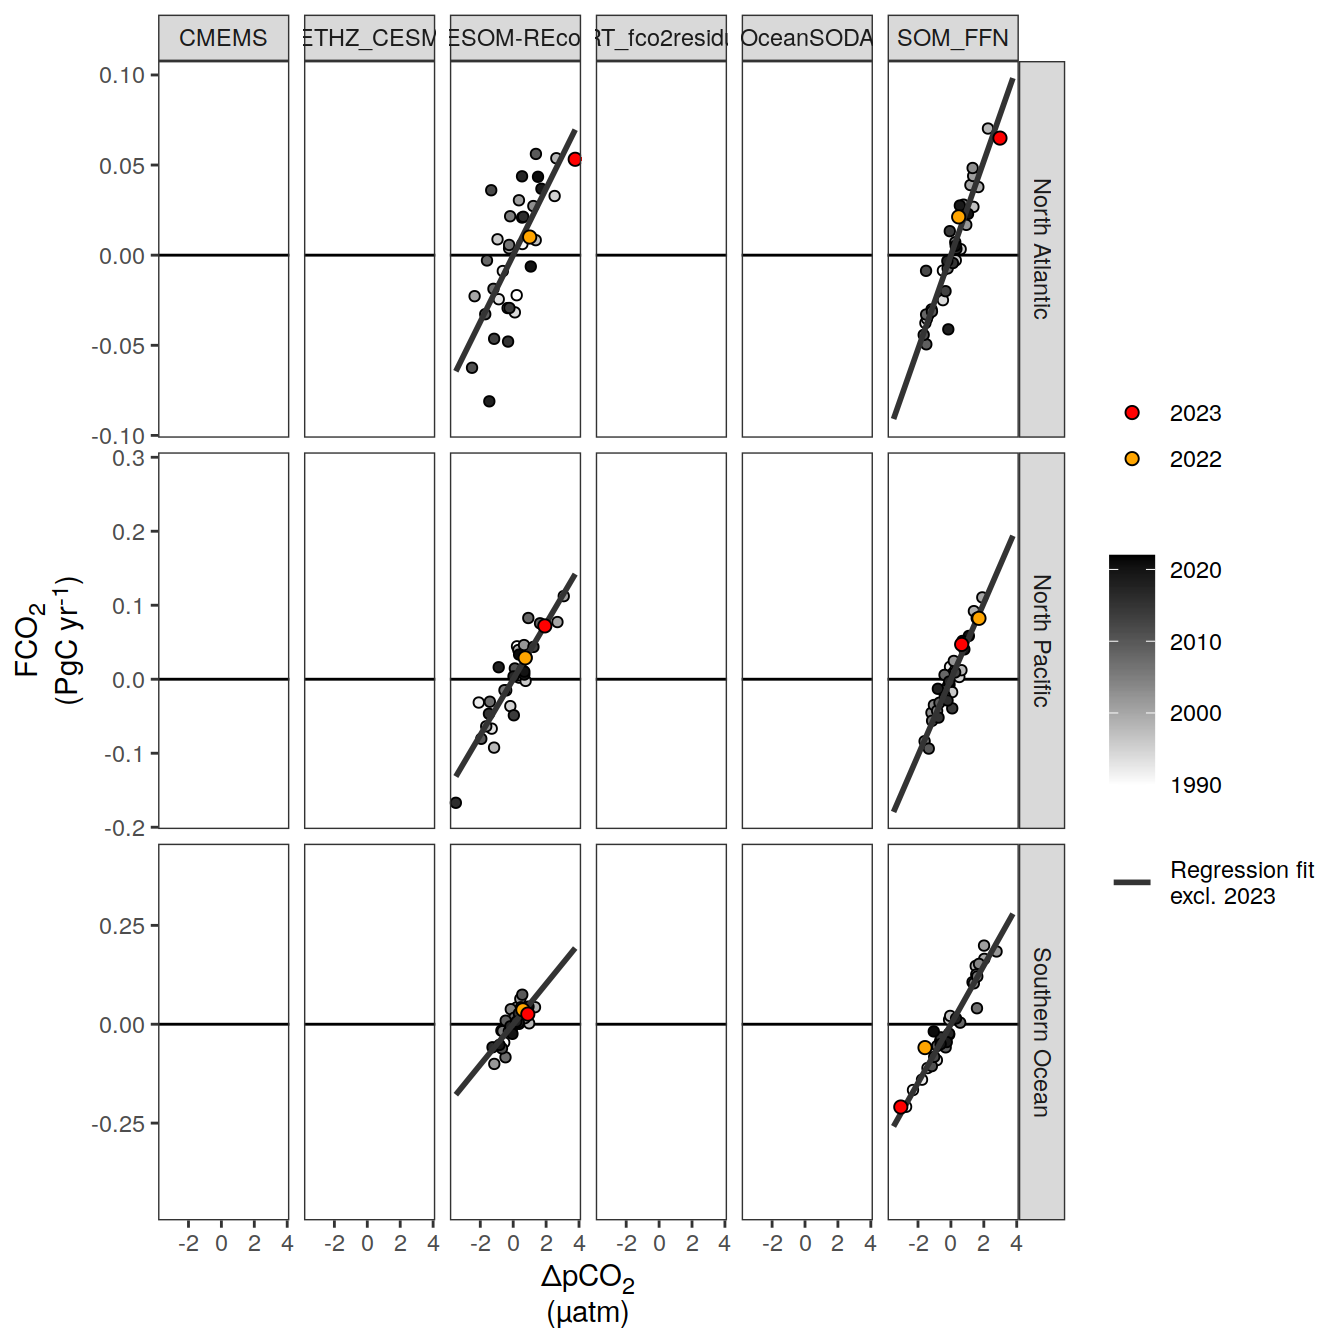 CMEMS
ETHZ_CESM
ESOM-REco
RT_fco2residu
OceanSODA
SOM_FFN
0.10
0.05
0.00
-0.05
-0.10
North Atlantic
0.3
0.2
0.1
0.0
-0.1
-0.2
North Pacific
0.25
0.00
-0.25
Southern Ocean
FCO₂
(PgC yr⁻¹)
-2 0 2 4
-2 0 2 4
-2 0 2 4
-2 0 2 4
-2 0 2 4
-2 0 2 4
ΔpCO₂
(µatm)
2023
2022
2020
2010
2000
1990
Regression fit
excl. 2023